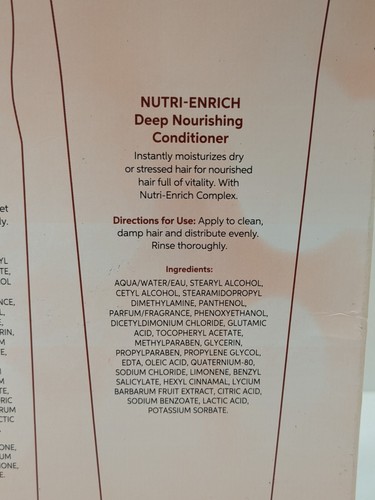 NUTRI-ENRICH
Deep Nourishing
Conditioner
Instantly moisturizes dry
or stressed hair for nourished
hair full of vitality. With
Nutri-Enrich Complex.
Directions for Use: Apply to clean,
damp hair and distribute evenly.
Rinse thoroughly.
Ingredients:
AQUA/WATER/EAU, STEARYL ALCOHOL,
CETYL ALCOHOL, STEARAMIDOPROPYL
DIMETHYLAMINE, PANTHENOL,
PARFUM/FRAGRANCE, PHENOXYETHANOL,
DICETYLDIMONIUM CHLORIDE, GLUTAMIC
ACID, TOCOPHERYL ACETATE,
METHYLPARABEN, GLYCERIN,
PROPYLPARABEN, PROPYLENE GLYCOL,
EDTA, OLEIC ACID, QUATERNIUM-80,
SODIUM CHLORIDE, LIMONENE, BENZYL
SALICYLATE, HEXYL CINNAMAL, LYCIUM
BARBARUM FRUIT EXTRACT, CITRIC ACID,
SODIUM BENZOATE, LACTIC ACID,
POTASSIUM SORBATE.